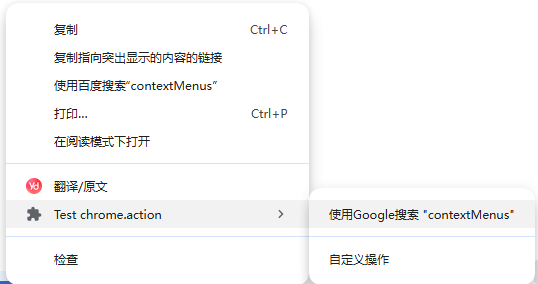 复制 Ctrl+C
复制指向突出显示的内容的链接
使用百度搜索“contextMenus”
打印... Ctrl+P
在阅读模式下打开
Yd 翻译/原文
Test chrome.action
使用Google搜索 "contextMenus"
检查
自定义操作